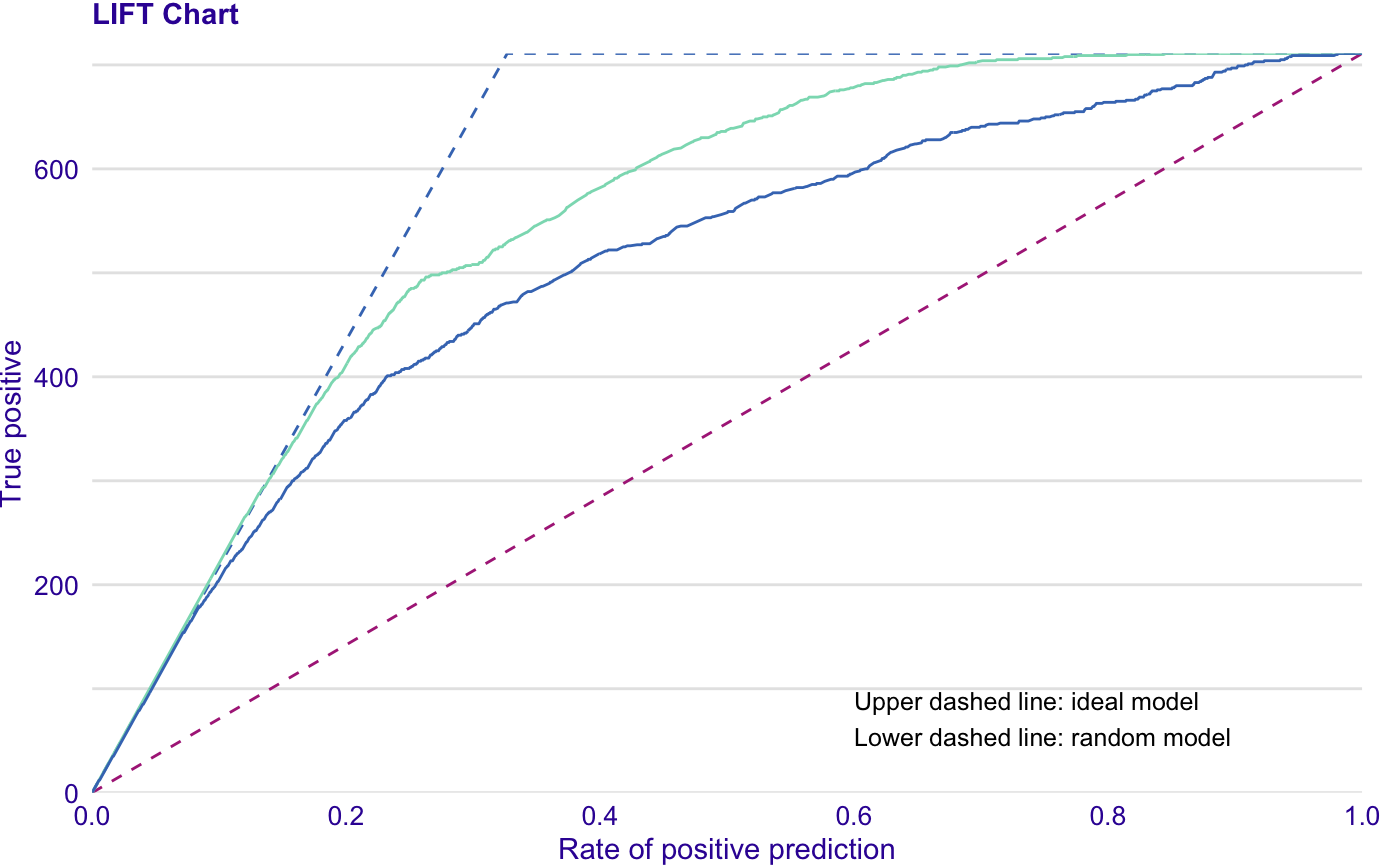 LIFT Chart
600
400
200
0
True positive
Upper dashed line: ideal model
Lower dashed line: random model
0.0 0.2 0.4 0.6 0.8 1.0
Rate of positive prediction